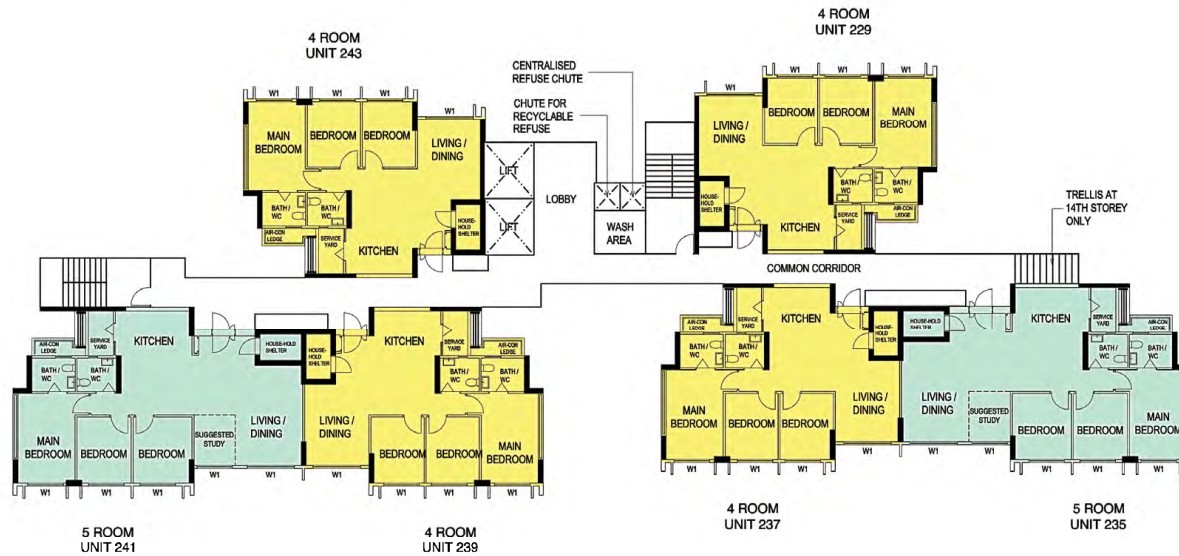 4 ROOM
UNIT 243
4 ROOM
UNIT 229
CENTRALISED
REFUSE CHUTE
CHUTE FOR
RECYCLABLE
REFUSE
W1
W1
W1
W1
MAIN
BEDROOM
BEDROOM
BEDROOM
LIVING /
DINING
BATH /
WC
BATH /
WC
AIR-CON
LEDGE
SERVICE
YARD
KITCHEN
HOUSE-
HOLD
SHELTER
LIFT
LIFT
LOBBY
WASH
AREA
W1
W1
W1
W1
LIVING /
DINING
BEDROOM
BEDROOM
MAIN
BEDROOM
HOUSE-
HOLD
SHELTER
BATH /
WC
BATH /
WC
KITCHEN
SERVICE
YARD
AIR-CON
LEDGE
TRELLIS AT
14TH STOREY
ONLY
COMMON CORRIDOR
AIR-CON
LEDGE
SERVICE
YARD
KITCHEN
BATH /
WC
BATH /
WC
HOUSE-HOLD
SHELTER
MAIN
BEDROOM
BEDROOM
BEDROOM
SUGGESTED
STUDY
LIVING /
DINING
W1
W1
W1
W1
W1
5 ROOM
UNIT 241
HOUSE-
HOLD
SHELTER
KITCHEN
SERVICE
YARD
AIR-CON
LEDGE
BATH /
WC
BATH /
WC
LIVING /
DINING
BEDROOM
BEDROOM
MAIN
BEDROOM
W1
W1
W1
W1
4 ROOM
UNIT 239
AIR-CON
LEDGE
SERVICE
YARD
KITCHEN
BATH /
WC
BATH /
WC
HOUSE-
HOLD
SHELTER
MAIN
BEDROOM
BEDROOM
BEDROOM
LIVING /
DINING
W1
W1
W1
W1
4 ROOM
UNIT 237
HOUSE-HOLD
SHELTER
KITCHEN
SERVICE
YARD
AIR-CON
LEDGE
BATH /
WC
BATH /
WC
LIVING /
DINING
SUGGESTED
STUDY
BEDROOM
BEDROOM
MAIN
BEDROOM
W1
W1
W1
W1
W1
5 ROOM
UNIT 235